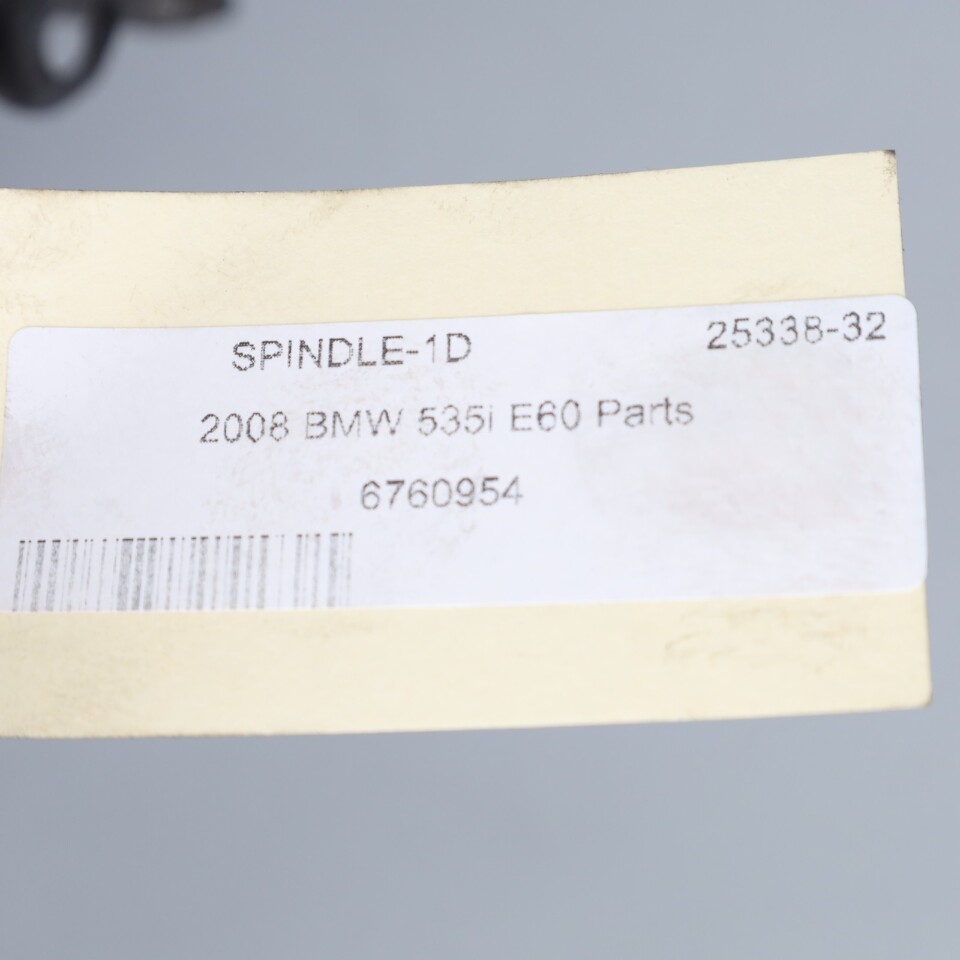 SPINDLE-1D 25338-32
2008 BMW 535i E60 Parts
6760954